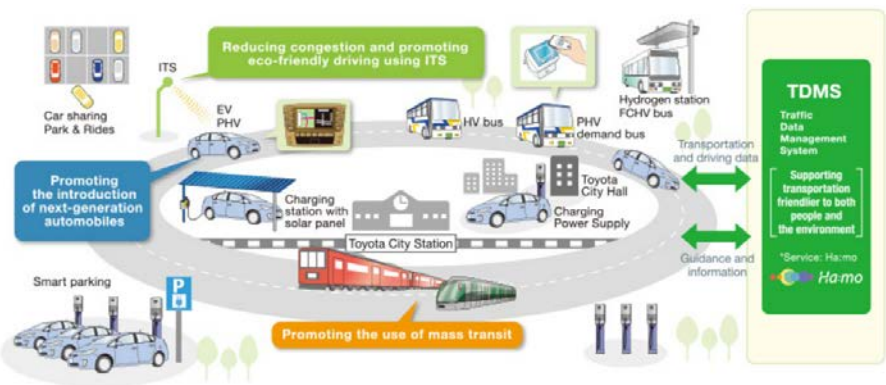 Reducing congestion and promoting
eco-friendly driving using ITS
ITS
Car sharing
Park & Rides
EV
PHV
HV bus
PHV
demand bus
Hydrogen station
FCHV bus
Promoting
the introduction
of next-generation
automobiles
Charging
station with
solar panel
Toyota
City Hall
Charging
Power Supply
Toyota City Station
Transportation
and driving data
Guidance and
information
TDMS
Traffic
Data
Management
System
Supporting
transportation
friendlier to both
people and
the environment
*Service: Ha:mo
Ha:mo
Smart parking
P
Promoting the use of mass transit